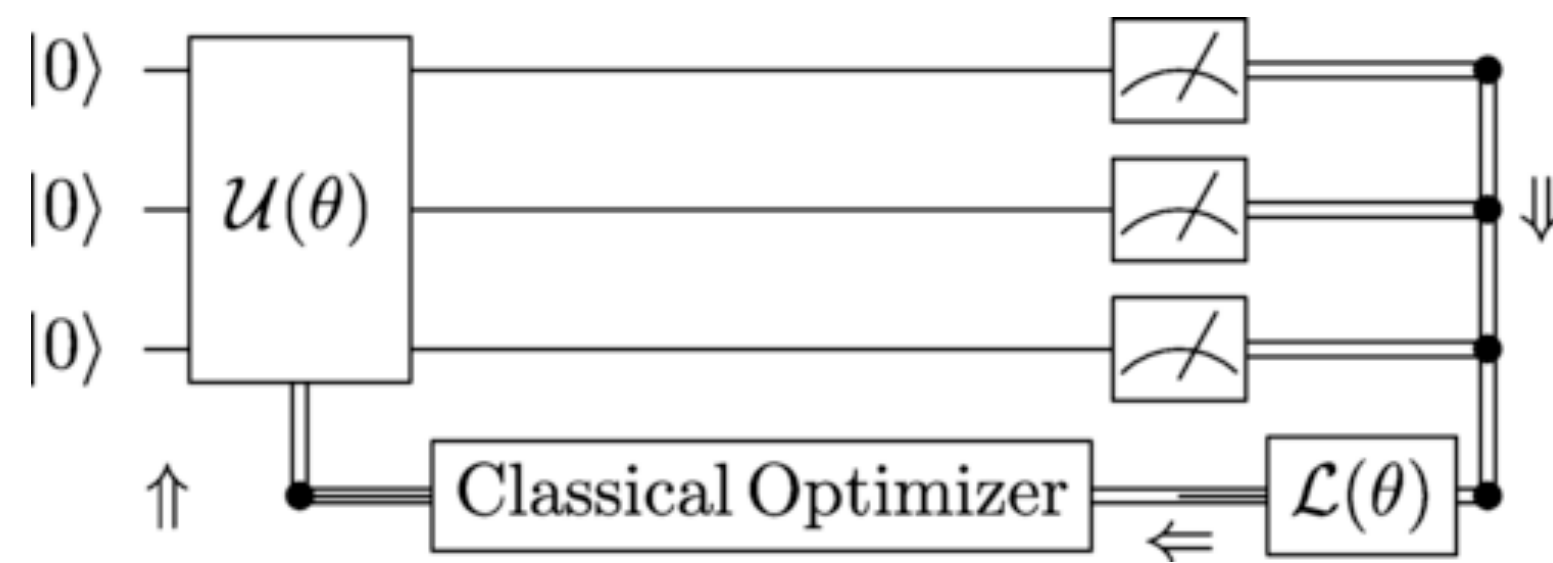 |0⟩
|0⟩
𝒰(θ)
|0⟩
⇓
⇑
Classical Optimizer
⇐
ℒ(θ)